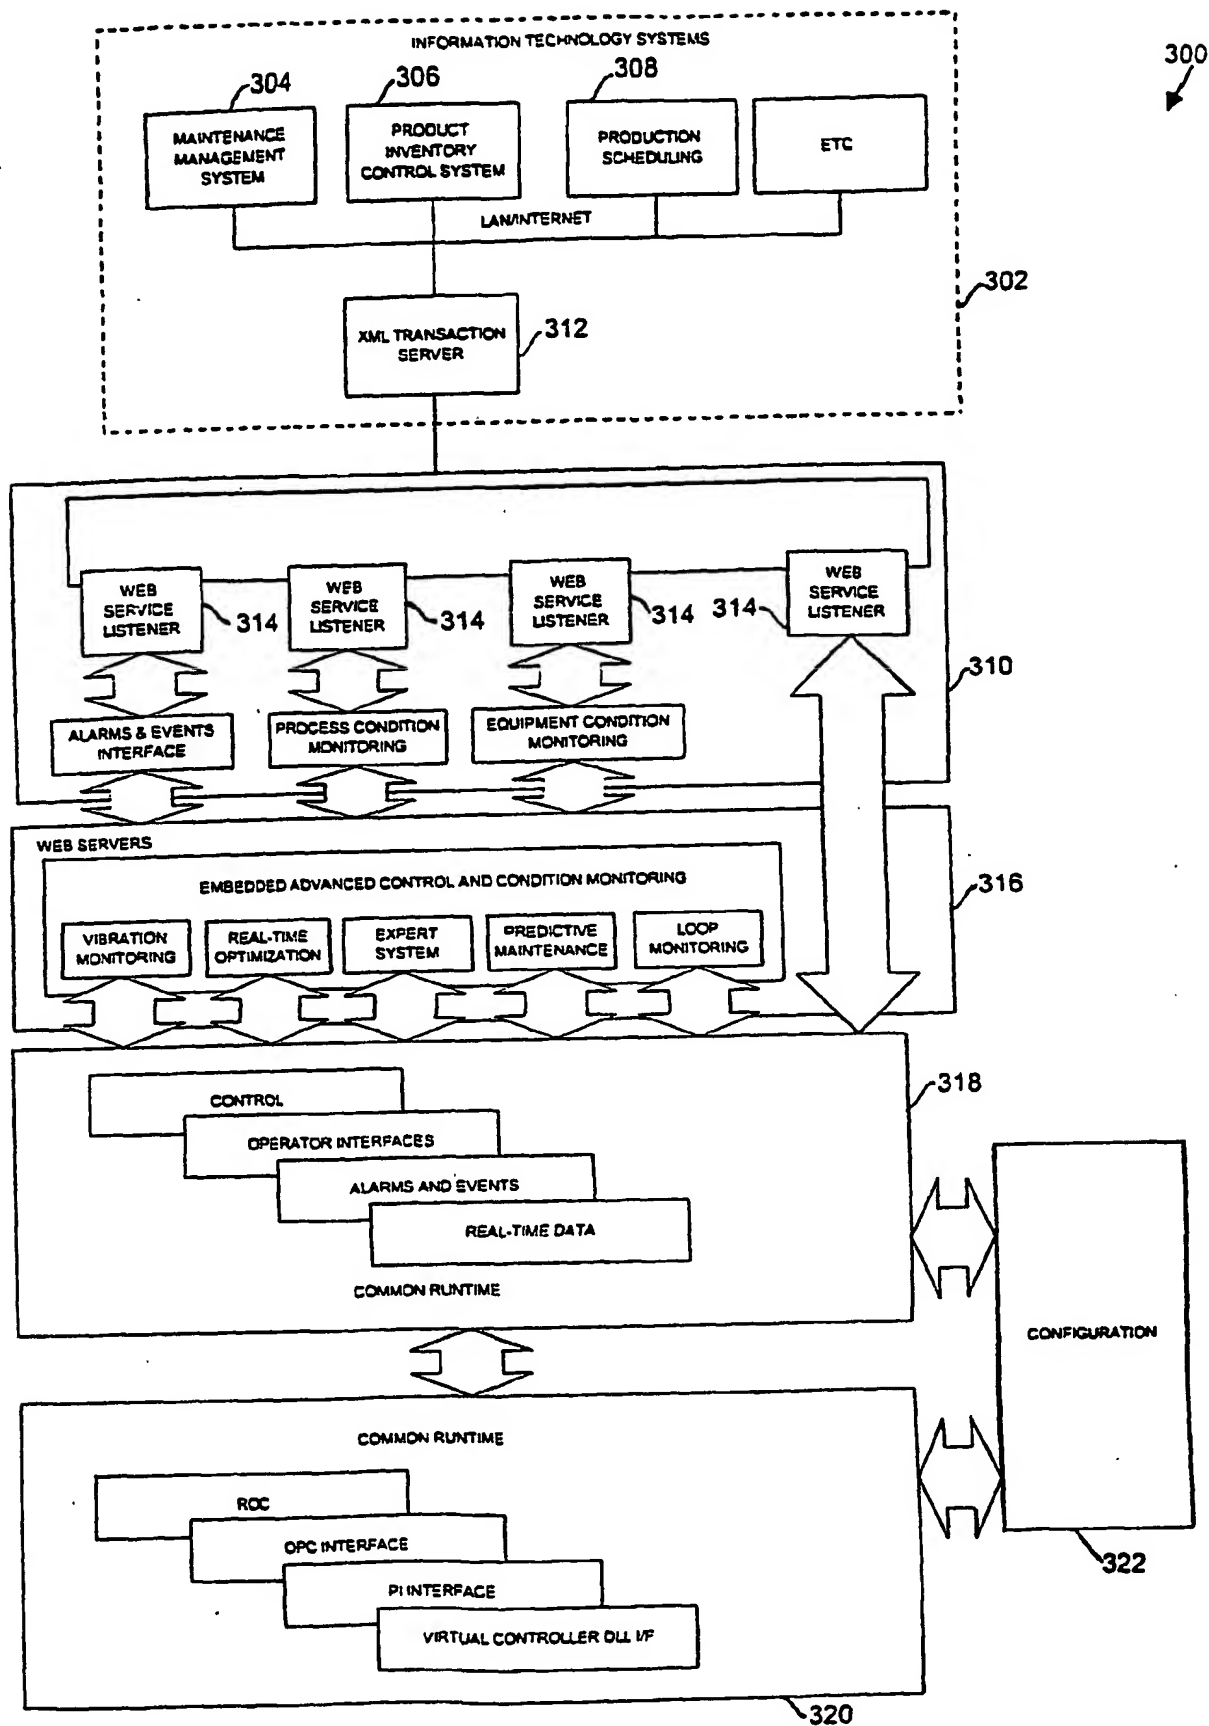 INFORMATION TECHNOLOGY SYSTEMS
300
304
306
308
MAINTENANCE
MANAGEMENT
SYSTEM
PRODUCT
INVENTORY
CONTROL SYSTEM
PRODUCTION
SCHEDULING
ETC
LAN/INTERNET
302
XML TRANSACTION
SERVER
312
WEB
SERVICE
LISTENER
314
WEB
SERVICE
LISTENER
314
WEB
SERVICE
LISTENER
314
314
WEB
SERVICE
LISTENER
310
ALARMS & EVENTS
INTERFACE
PROCESS CONDITION
MONITORING
EQUIPMENT CONDITION
MONITORING
WEB SERVERS
316
EMBEDDED ADVANCED CONTROL AND CONDITION MONITORING
VIBRATION
MONITORING
REAL-TIME
OPTIMIZATION
EXPERT
SYSTEM
PREDICTIVE
MAINTENANCE
LOOP
MONITORING
318
CONTROL
OPERATOR INTERFACES
ALARMS AND EVENTS
REAL-TIME DATA
COMMON RUNTIME
CONFIGURATION
322
COMMON RUNTIME
ROC
OPC INTERFACE
PI INTERFACE
VIRTUAL CONTROLLER DLL I/F
320